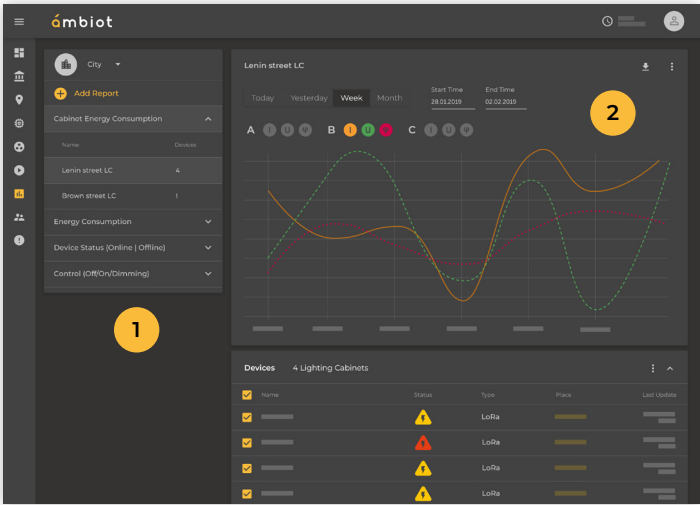 ámbiot
City
Add Report
Cabinet Energy Consumption
Name Devices
Lenin street LC 4
Brown street LC 1
Energy Consumption
Device Status (Online | Offline)
Control (Off/On/Dimming)
1
Lenin street LC
Today Yesterday Week Month
Start Time End Time
28.01.2019 02.02.2019
2
A I U Ψ B I U Ψ C I U Ψ
Devices 4 Lighting Cabinets
Name Status Type Place Last Update
LoRa
LoRa
LoRa
LoRa